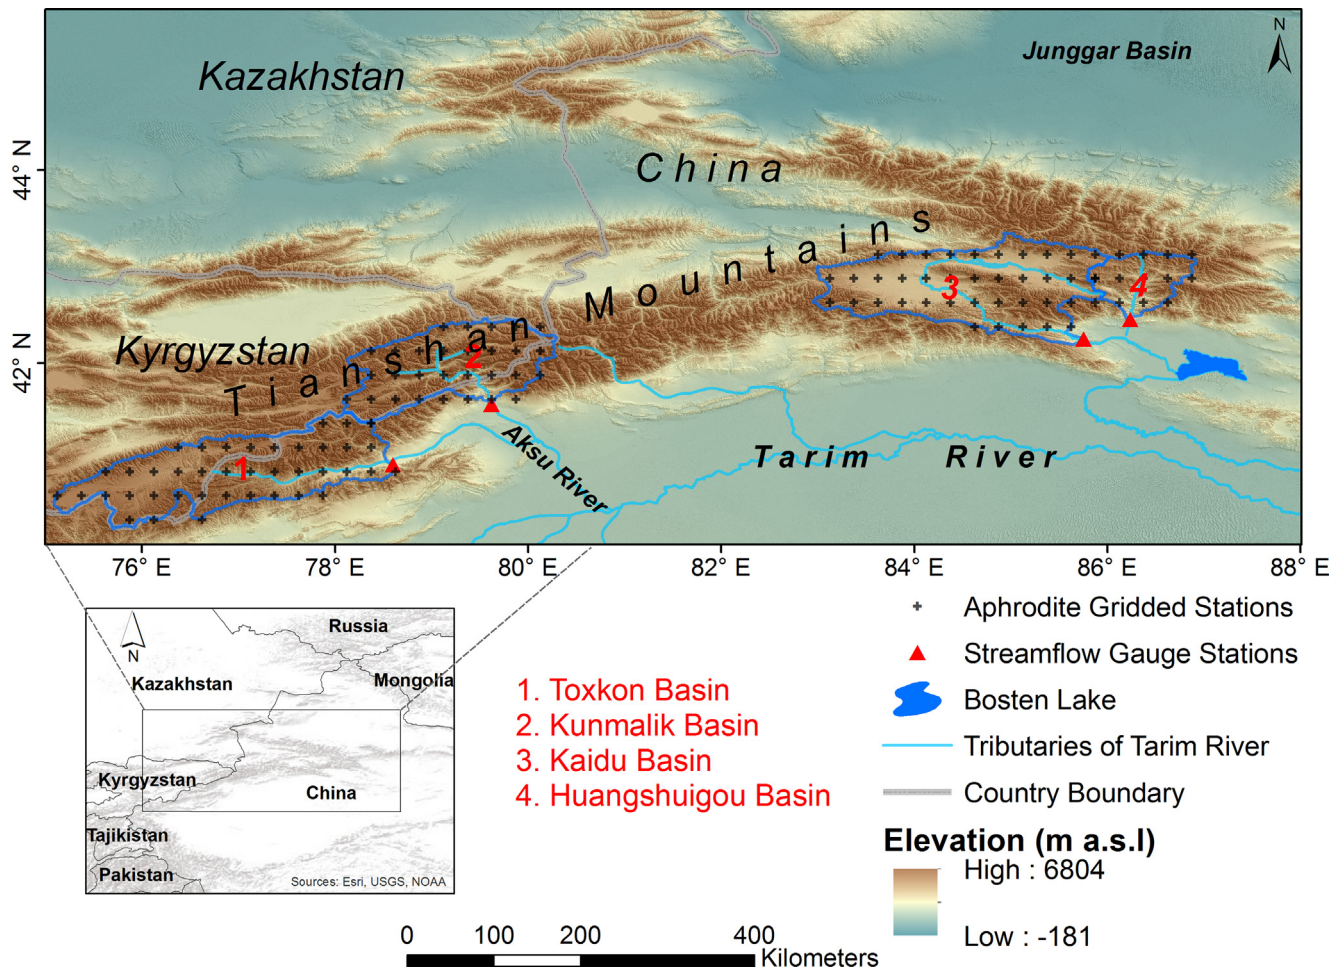 N
Junggar Basin
Kazakhstan
China
44° N
Tianshan Mountains
3
4
Kyrgyzstan
2
42° N
Aksu River
Tarim River
1
76° E
78° E
80° E
82° E
84° E
86° E
88° E
N
Russia
Kazakhstan
Mongolia
Kyrgyzstan
China
Tajikistan
Pakistan
Sources: Esri, USGS, NOAA
1. Toxkon Basin
2. Kunmalik Basin
3. Kaidu Basin
4. Huangshuigou Basin
Aphrodite Gridded Stations
Streamflow Gauge Stations
Bosten Lake
Tributaries of Tarim River
Country Boundary
Elevation (m a.s.l)
High : 6804
Low : -181
0 100 200 400
Kilometers